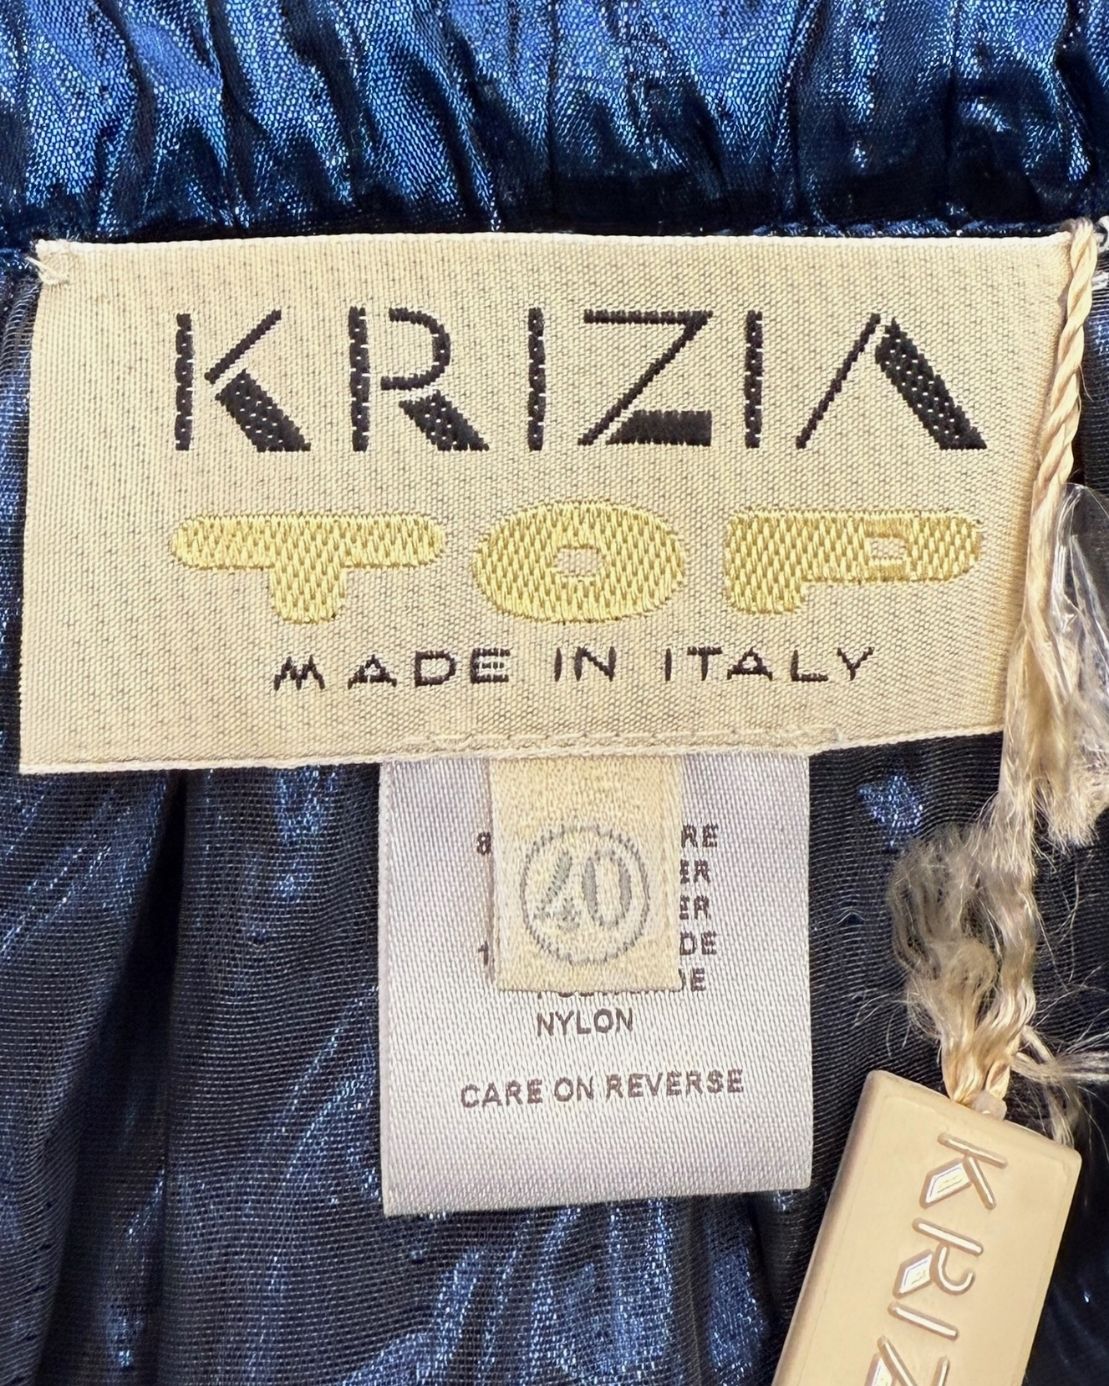 KRIZIA
TOP
MADE IN ITALY
40
NYLON
CARE ON REVERSE
KRIZ